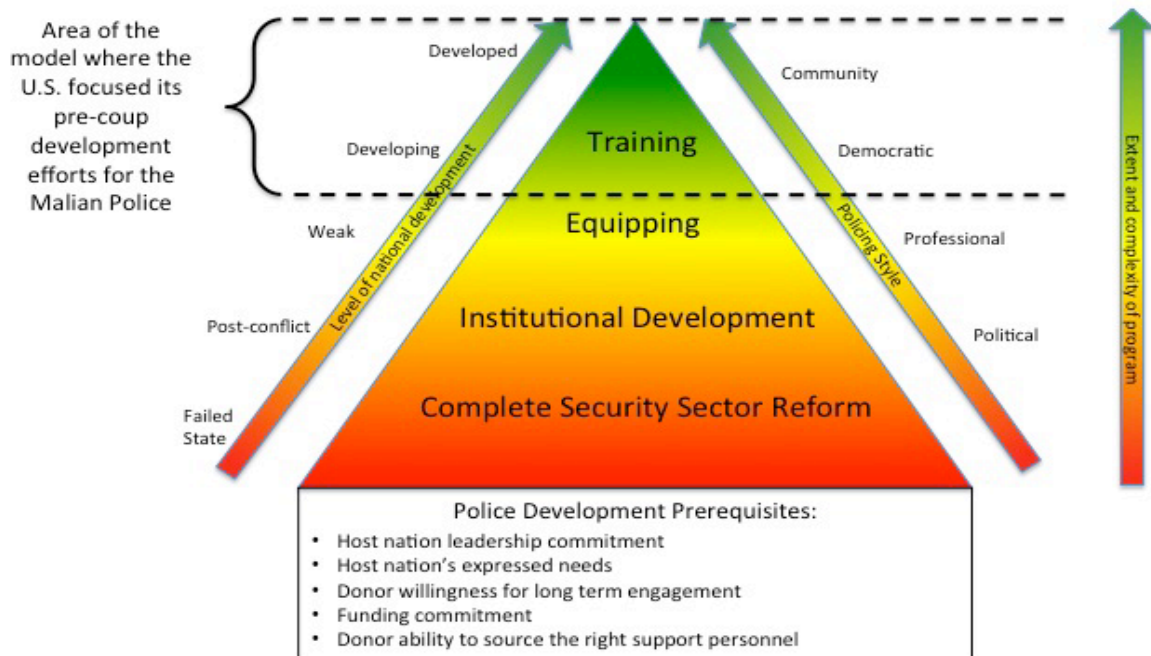 Area of the
model where the
U.S. focused its
pre-coup
development
efforts for the
Malian Police
Developed
Developing
Weak
Post-conflict
Failed
State
Level of national development
Training
Equipping
Institutional Development
Complete Security Sector Reform
Community
Democratic
Professional
Political
Policing Style
Extent and complexity of program
Police Development Prerequisites:
• Host nation leadership commitment
• Host nation's expressed needs
• Donor willingness for long term engagement
• Funding commitment
• Donor ability to source the right support personnel